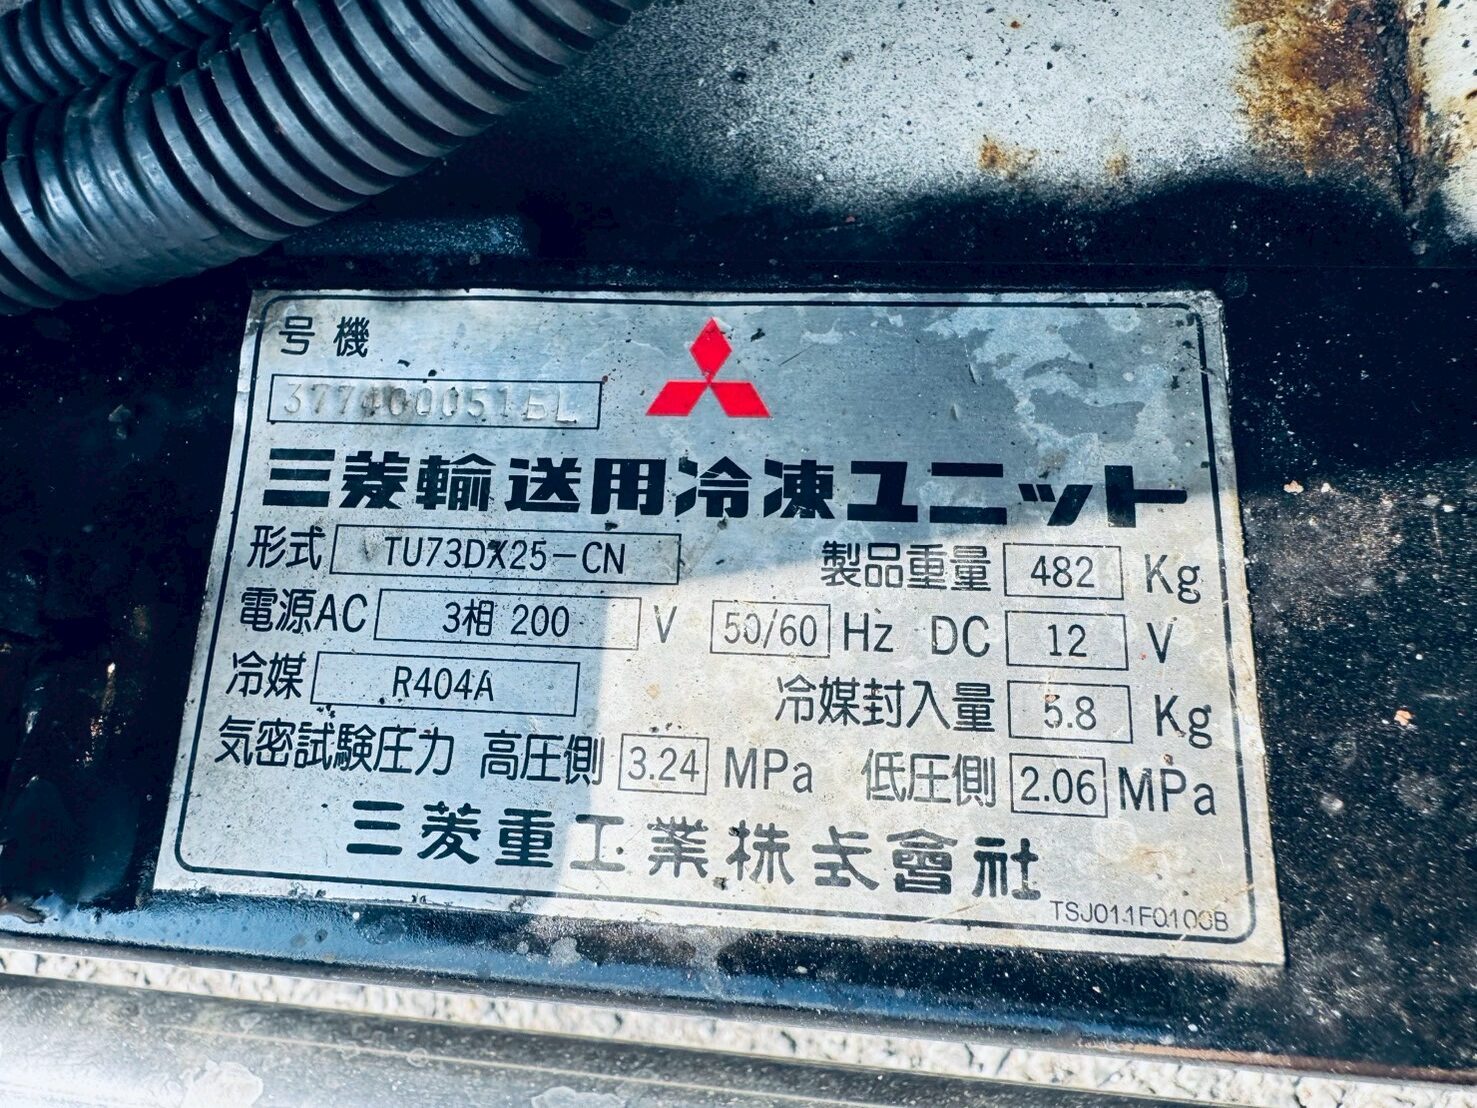 号機
377400051BL
三菱輸送用冷凍ユニット
形式 TU73DX25-CN 製品重量 482 Kg
電源AC 3相 200 V 50/60 Hz DC 12 V
冷媒 R404A 冷媒封入量 5.8 Kg
気密試験圧力 高圧側 3.24 MPa 低圧側 2.06 MPa
三菱重工業株式會社